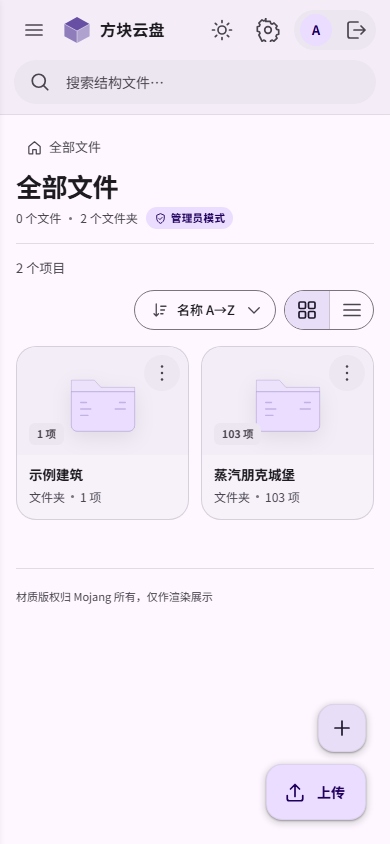 方块云盘
A
搜索结构文件…
全部文件
全部文件
0 个文件 • 2 个文件夹 管理员模式
2 个项目
名称 A→Z
1 项
103 项
示例建筑
文件夹 • 1 项
蒸汽朋克城堡
文件夹 • 103 项
材质版权归 Mojang 所有，仅作渲染展示
上传